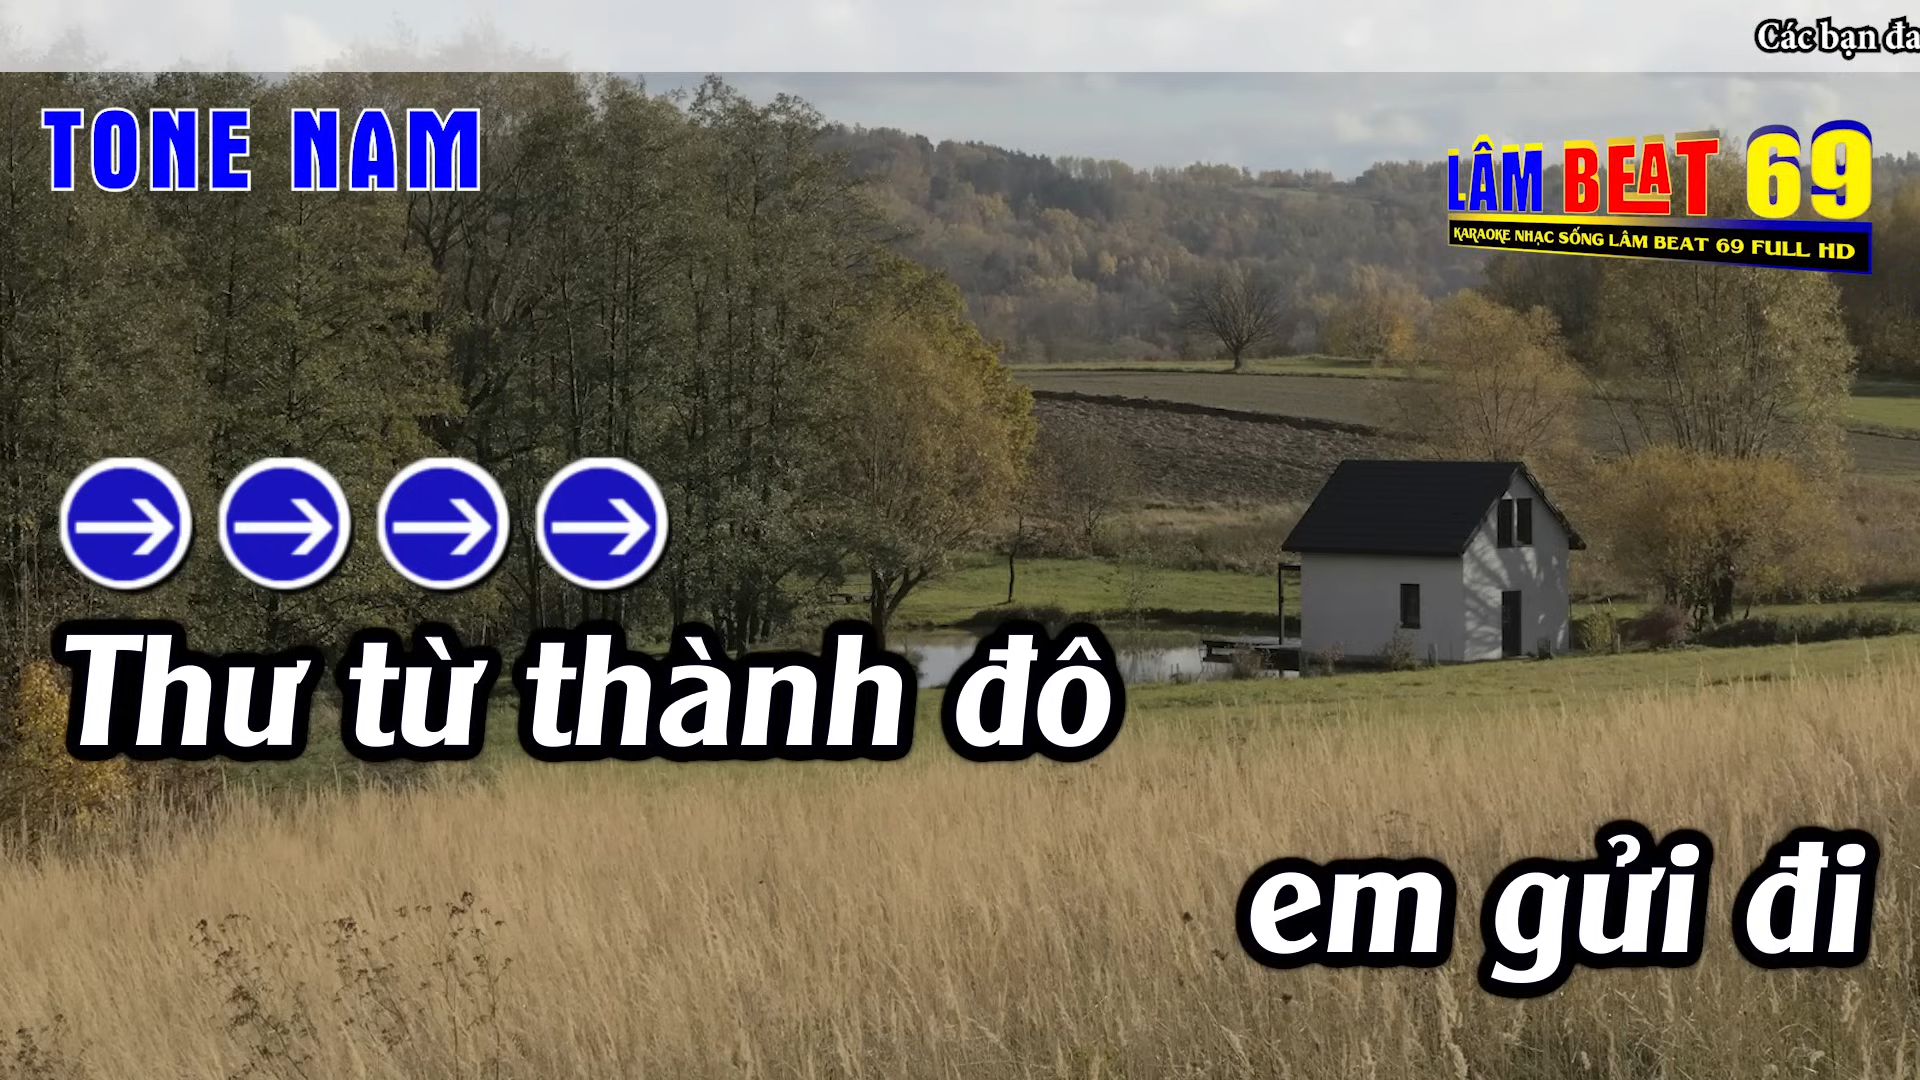 Các bạn đa
TONE NAM
LÂM BEAT 69
KARAOKE NHẠC SỐNG LÂM BEAT 69 FULL HD
Thư từ thành đô
em gửi đi